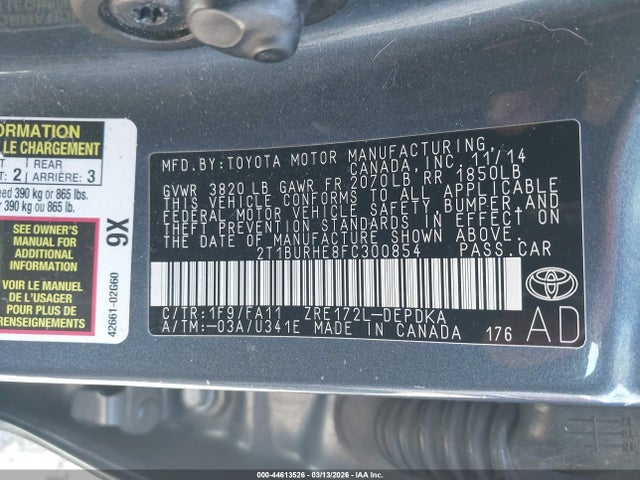 FORMATION
ORMATION
LE CHARGEMENT
REAR
: 2 ARRIÈRE: 3
eed 390 kg or 865 lbs.
r 390 kg ou 865 lb.
SEE OWNER'S
MANUAL FOR
ADDITIONAL
INFORMATION
VOIR LE MANUEL
DE L'USAGER
POUR PLUS DE
RENSEIGNEMENTS
9X
42661-02G60
MFD.BY:TOYOTA MOTOR MANUFACTURING,
CANADA, INC. 11/14
GVWR 3820LB GAWR FR 2070LB RR 1850LB
THIS VEHICLE CONFORMS TO ALL APPLICABLE
FEDERAL MOTOR VEHICLE SAFETY, BUMPER, AND
THEFT PREVENTION STANDARDS IN EFFECT ON
THE DATE OF MANUFACTURE SHOWN ABOVE.
2T1BURHE8FC300854 PASS.CAR
C/TR:1F9/FA11 ZRE172L-DEPDKA
A/TM:-03A/U341E MADE IN CANADA 176
AD
000-44613526 - 03/13/2026 - IAAI.COM